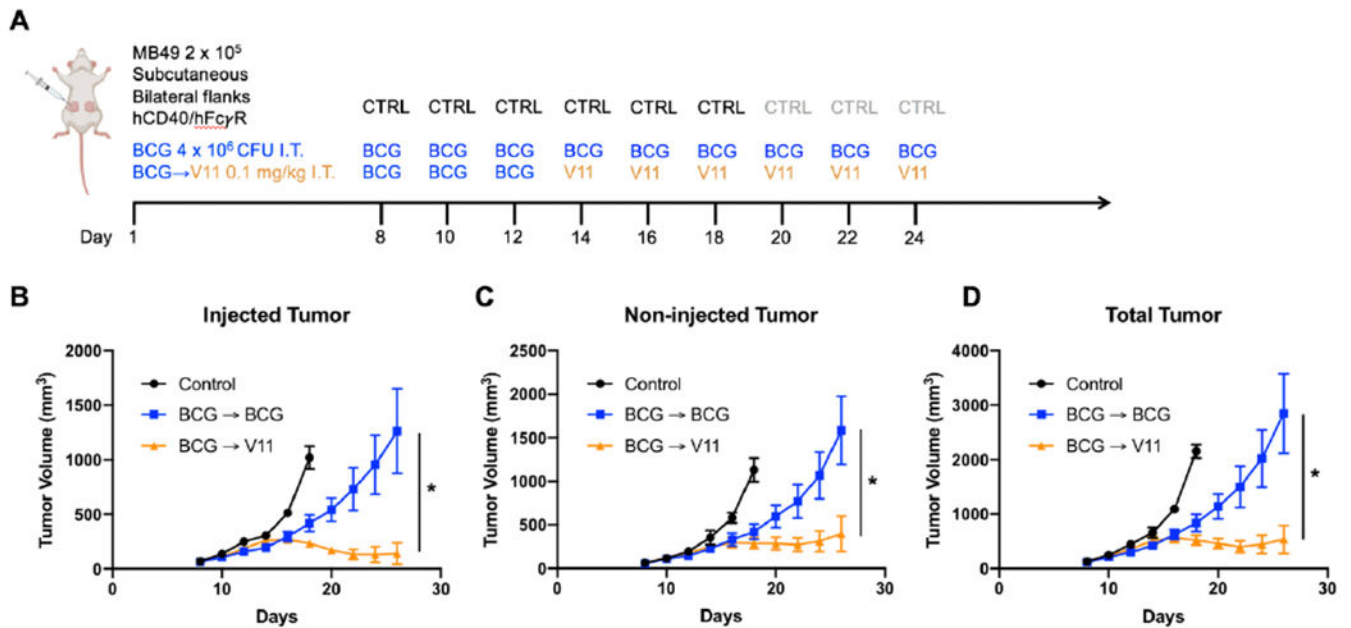 A
MB49 2 x 10⁵
Subcutaneous
Bilateral flanks
hCD40/hFcγR
CTRL CTRL CTRL CTRL CTRL CTRL CTRL CTRL CTRL
BCG 4 x 10⁶ CFU I.T. BCG BCG BCG BCG BCG BCG BCG BCG BCG
BCG→V11 0.1 mg/kg I.T. BCG BCG BCG V11 V11 V11 V11 V11 V11
Day 1 8 10 12 14 16 18 20 22 24
B
Injected Tumor
Tumor Volume (mm³)
2000
1500
1000
500
0
Control
BCG → BCG
BCG → V11
*
0 10 20 30
Days
C
Non-injected Tumor
Tumor Volume (mm³)
2500
2000
1500
1000
500
0
Control
BCG → BCG
BCG → V11
*
0 10 20 30
Days
D
Total Tumor
Tumor Volume (mm³)
4000
3000
2000
1000
0
Control
BCG → BCG
BCG → V11
*
0 10 20 30
Days